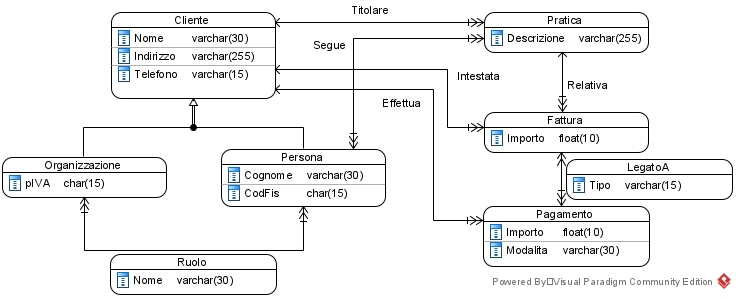 Cliente
Nome varchar(30)
Indirizzo varchar(255)
Telefono varchar(15)
Titolare
Pratica
Descrizione varchar(255)
Segue
Intestata
Relativa
Effettua
Fattura
Importo float(10)
Organizzazione
pIVA char(15)
Persona
Cognome varchar(30)
CodFis char(15)
LegatoA
Tipo varchar(15)
Pagamento
Importo float(10)
Modalita varchar(30)
Ruolo
Nome varchar(30)
Powered By Visual Paradigm Community Edition